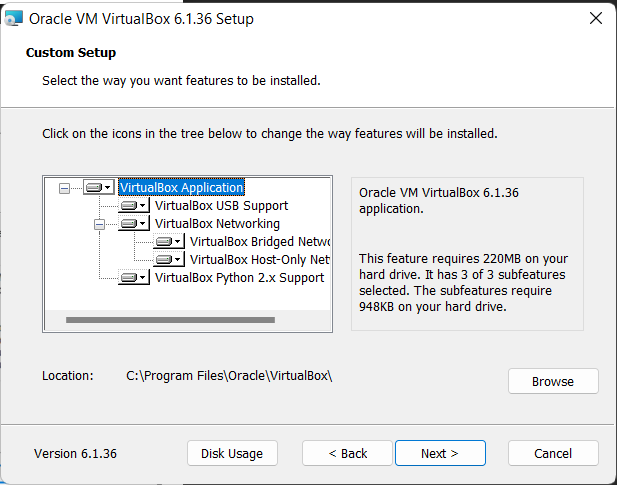 Oracle VM VirtualBox 6.1.36 Setup
Custom Setup
Select the way you want features to be installed.
Click on the icons in the tree below to change the way features will be installed.
VirtualBox Application
VirtualBox USB Support
VirtualBox Networking
VirtualBox Bridged Netw
VirtualBox Host-Only Net
VirtualBox Python 2.x Support
Oracle VM VirtualBox 6.1.36
application.
This feature requires 220MB on your
hard drive. It has 3 of 3 subfeatures
selected. The subfeatures require
948KB on your hard drive.
Location: C:\Program Files\Oracle\VirtualBox\
Browse
Version 6.1.36
Disk Usage
< Back
Next >
Cancel